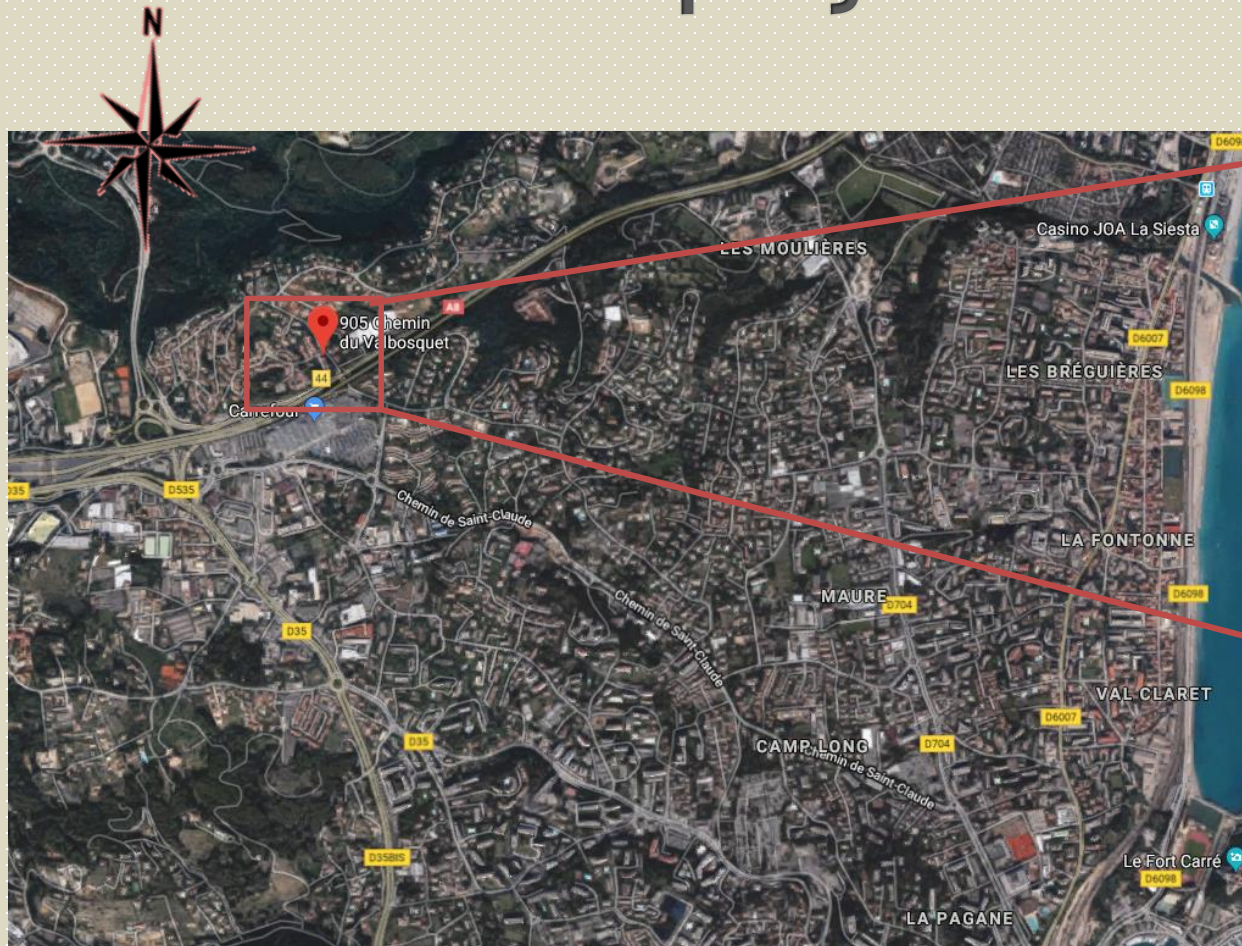 N
D609
Casino JOA La Siesta
LES MOULIÈRES
A8
905 Chemin
du Valbosquet
D6007
LES BRÉGUIÈRES
44
D6098
Carrefour
D35
D535
Chemin de Saint-Claude
LA FONTONNE
Chemin de Saint-Claude
MAURE
D704
D6098
D35
VAL CLARET
D6007
D35
CAMP LONG
D704
Chemin de Saint-Claude
D35BIS
Le Fort Carré
D6098
LA PAGANE